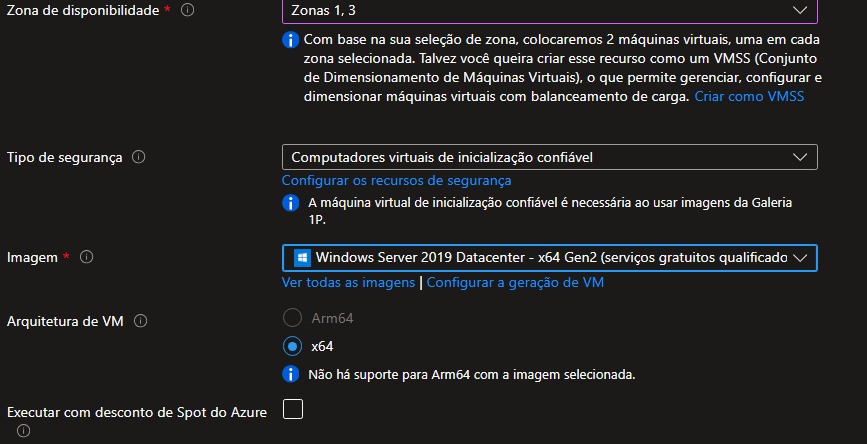 Zona de disponibilidade *
Zonas 1, 3
Com base na sua seleção de zona, colocaremos 2 máquinas virtuais, uma em cada
zona selecionada. Talvez você queira criar esse recurso como um VMSS (Conjunto
de Dimensionamento de Máquinas Virtuais), o que permite gerenciar, configurar e
dimensionar máquinas virtuais com balanceamento de carga. Criar como VMSS
Tipo de segurança
Computadores virtuais de inicialização confiável
Configurar os recursos de segurança
A máquina virtual de inicialização confiável é necessária ao usar imagens da Galeria
1P.
Imagem *
Windows Server 2019 Datacenter - x64 Gen2 (serviços gratuitos qualificado
Ver todas as imagens | Configurar a geração de VM
Arquitetura de VM
Arm64
x64
Não há suporte para Arm64 com a imagem selecionada.
Executar com desconto de Spot do Azure